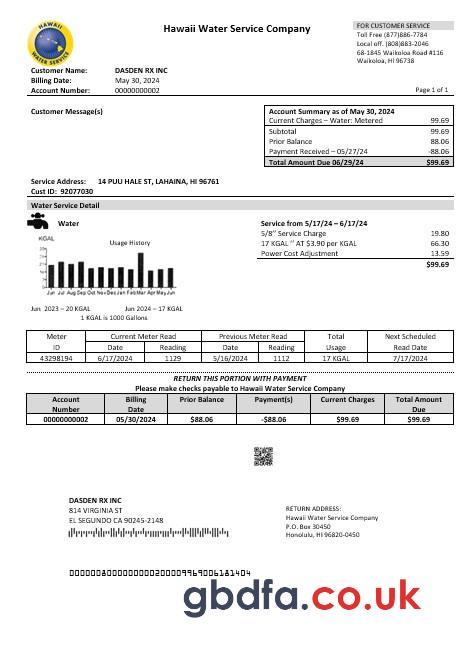 HAWAII
WATER SERVICE
Hawaii Water Service Company
FOR CUSTOMER SERVICE
Toll Free (877)886-7784
Local off. (808)883-2046
68-1845 Waikoloa Road #116
Waikoloa, HI 96738
Customer Name: DASDEN RX INC
Billing Date: May 30, 2024
Account Number: 00000000002
Page 1 of 1
Customer Message(s)
Account Summary as of May 30, 2024
Current Charges – Water: Metered 99.69
Subtotal 99.69
Prior Balance 88.06
Payment Received – 05/27/24 -88.06
Total Amount Due 06/29/24 $99.69
Service Address: 14 PUU HALE ST, LAHAINA, HI 96761
Cust ID: 92077030
Water Service Detail
Water
KGAL
Usage History
Jun Jul Aug Sep Oct Nov Dec Jan Feb Mar Apr May Jun
Jun 2023 – 20 KGAL Jun 2024 – 17 KGAL
1 KGAL is 1000 Gallons
Service from 5/17/24 – 6/17/24
5/8" Service Charge 19.80
17 KGAL " AT $3.90 per KGAL 66.30
Power Cost Adjustment 13.59
$99.69
Meter Current Meter Read Previous Meter Read Total Next Scheduled
ID Date Reading Date Reading Usage Read Date
43298194 6/17/2024 1129 5/16/2024 1112 17 KGAL 7/17/2024
RETURN THIS PORTION WITH PAYMENT
Please make checks payable to Hawaii Water Service Company
Account Billing Prior Balance Payment(s) Current Charges Total Amount
Number Date Due
00000000002 05/30/2024 $88.06 -$88.06 $99.69 $99.69
DASDEN RX INC
814 VIRGINIA ST
EL SEGUNDO CA 90245-2148
RETURN ADDRESS:
Hawaii Water Service Company
P.O. Box 30450
Honolulu, HI 96820-0450
gbdfa.co.uk